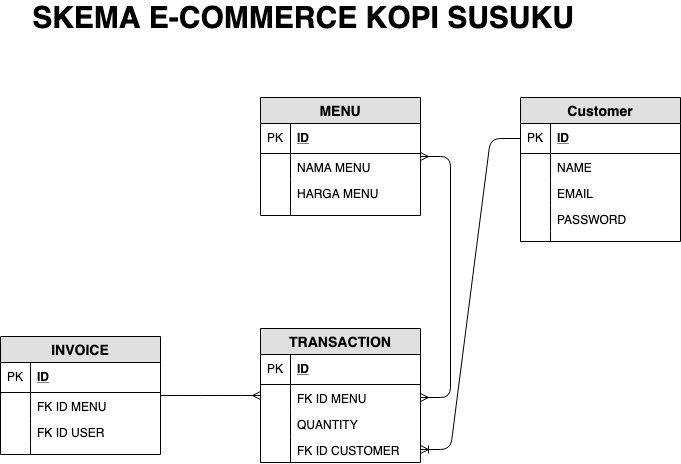 SKEMA E-COMMERCE KOPI SUSUKU
MENU
PK ID
NAMA MENU
HARGA MENU
Customer
PK ID
NAME
EMAIL
PASSWORD
INVOICE
PK ID
FK ID MENU
FK ID USER
TRANSACTION
PK ID
FK ID MENU
QUANTITY
FK ID CUSTOMER